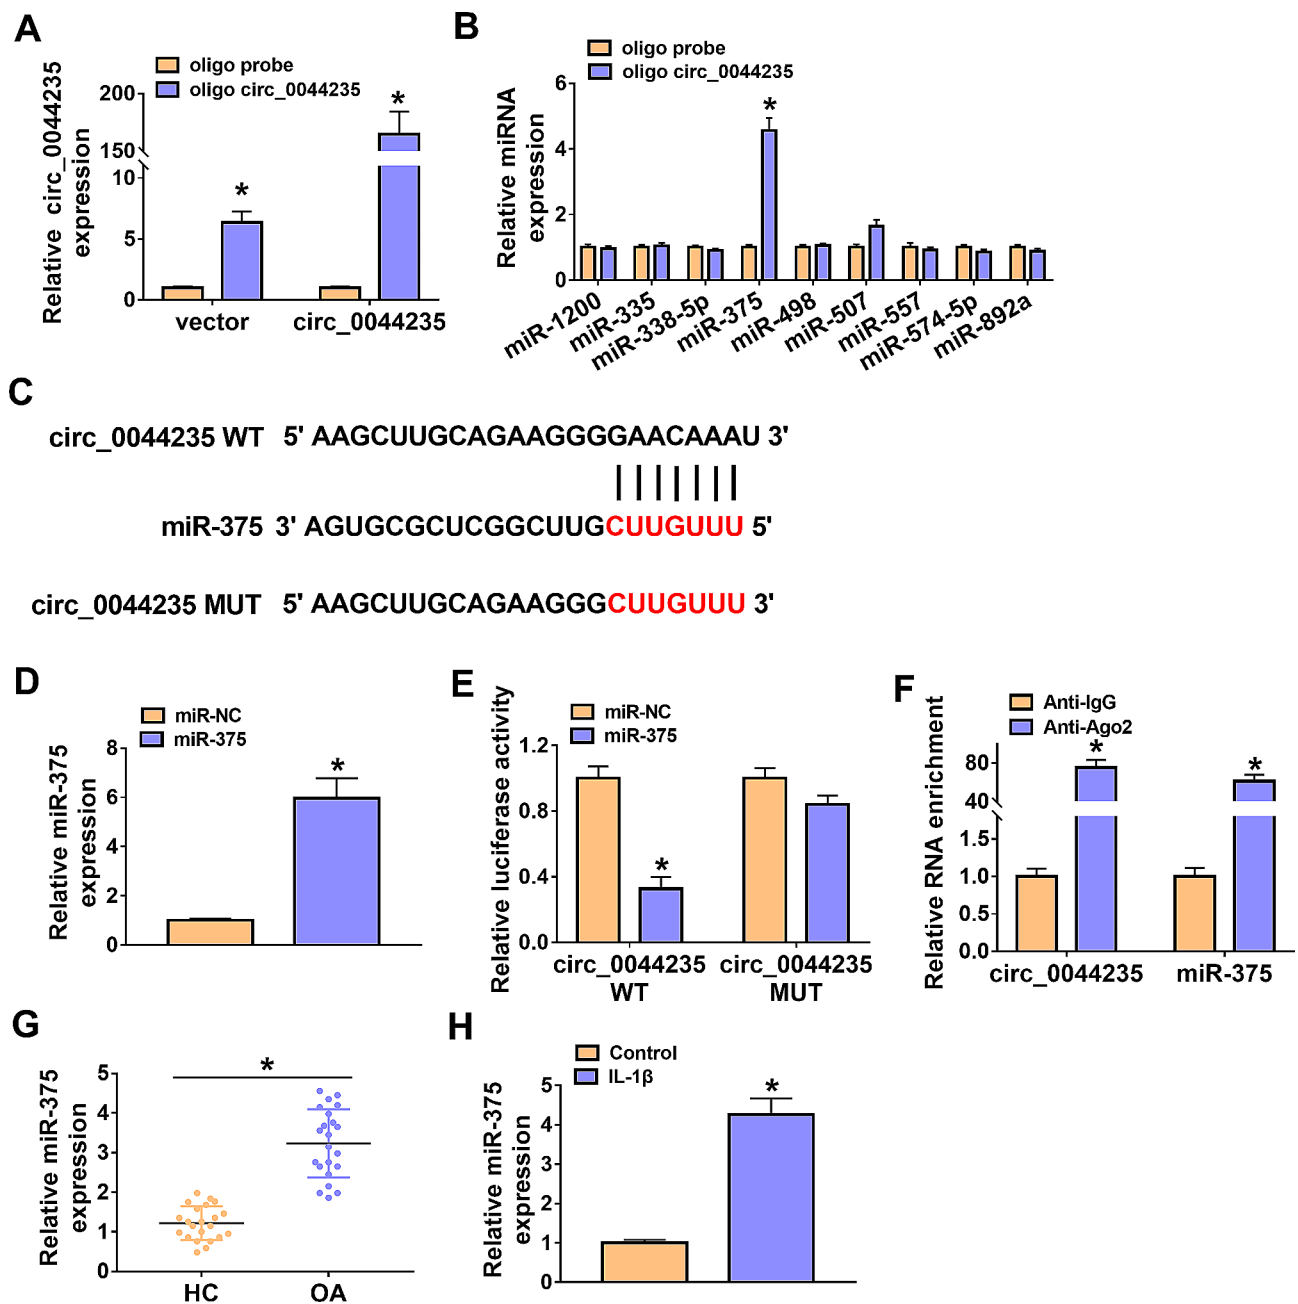 A
oligo probe
oligo circ_0044235
Relative circ_0044235
expression
200
150
10
5
0
*
*
vector
circ_0044235
B
oligo probe
oligo circ_0044235
Relative miRNA
expression
6
4
2
0
*
miR-1200
miR-335
miR-338-5p
miR-375
miR-498
miR-507
miR-557
miR-574-5p
miR-892a
C
circ_0044235 WT 5' AAGCUUGCAGAAGGGGAACAAAU 3'
miR-375 3' AGUGCGCUCGGCUUGCUUGUUU 5'
circ_0044235 MUT 5' AAGCUUGCAGAAGGGCUUGUUU 3'
D
miR-NC
miR-375
Relative miR-375
expression
8
6
4
2
0
*
E
miR-NC
miR-375
Relative luciferase activity
1.2
0.8
0.4
0.0
*
circ_0044235
WT
circ_0044235
MUT
F
Anti-IgG
Anti-Ago2
Relative RNA enrichment
80
40
1.5
1.0
0.5
0.0
*
*
circ_0044235
miR-375
G
Relative miR-375
expression
5
4
3
2
1
0
*
HC
OA
H
Control
IL-1β
Relative miR-375
expression
5
4
3
2
1
0
*